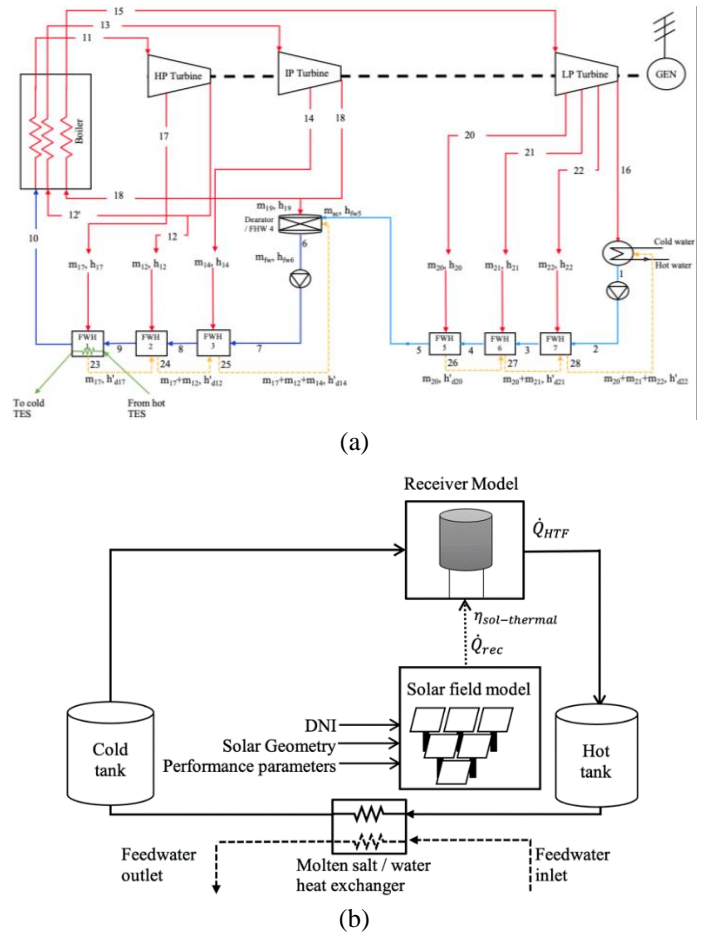 15
13
11
HP Turbine
IP Turbine
LP Turbine
GEN
Boiler
17
14
18
20
21
22
16
18
12'
12
10
m19, h19
mac, hfw5
Dearator
/ FHW 4
6
mfw, hfw6
Cold water
Hot water
1
m17, h17
m12, h12
m14, h14
m20, h20
m21, h21
m22, h22
FWH
1
FWH
2
FWH
3
FWH
5
FWH
6
FWH
7
9
8
7
5
4
3
2
23
24
25
26
27
28
m17, h'd17
m17+m12, h'd12
m17+m12+m14, h'd14
m20, h'd20
m20+m21, h'd21
m20+m21+m22, h'd22
To cold
TES
From hot
TES
(a)
Receiver Model
Q̇HTF
ηsol−thermal
Q̇rec
Solar field model
DNI
Solar Geometry
Performance parameters
Cold
tank
Hot
tank
Feedwater
outlet
Molten salt / water
heat exchanger
Feedwater
inlet
(b)